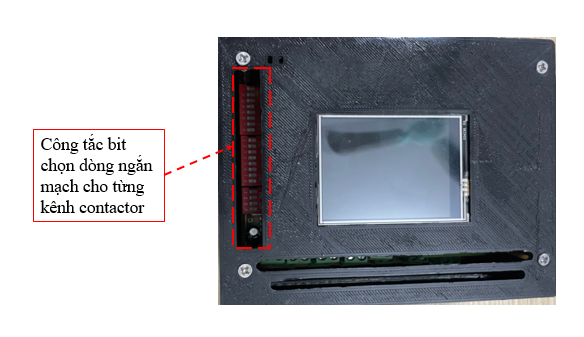 Công tắc bit
chọn dòng ngắn
mạch cho từng
kênh contactor